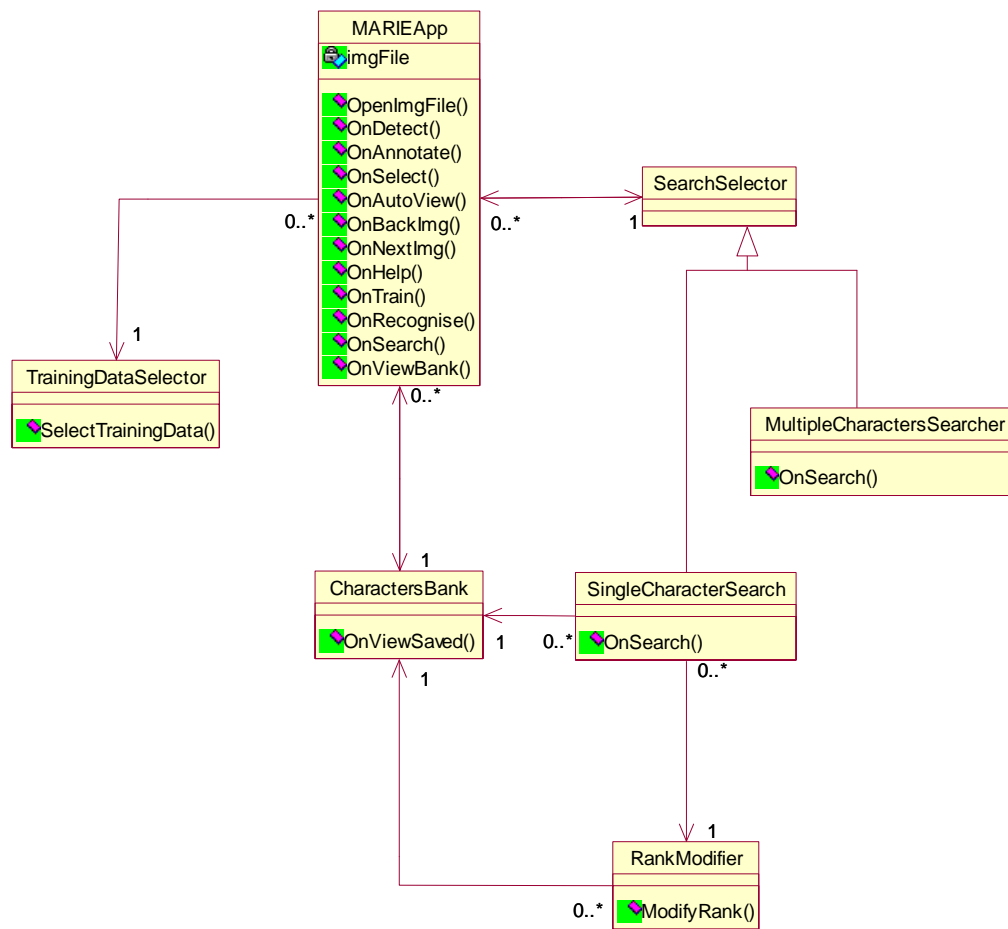 MARIEApp
imgFile
OpenImgFile()
OnDetect()
OnAnnotate()
OnSelect()
OnAutoView()
OnBackImg()
OnNextImg()
OnHelp()
OnTrain()
OnRecognise()
OnSearch()
OnViewBank()
0..*
0..*
1
SearchSelector
1
TrainingDataSelector
SelectTrainingData()
0..*
MultipleCharactersSearcher
OnSearch()
1
CharactersBank
OnViewSaved()
1
0..*
SingleCharacterSearch
OnSearch()
0..*
1
1
RankModifier
ModifyRank()
0..*